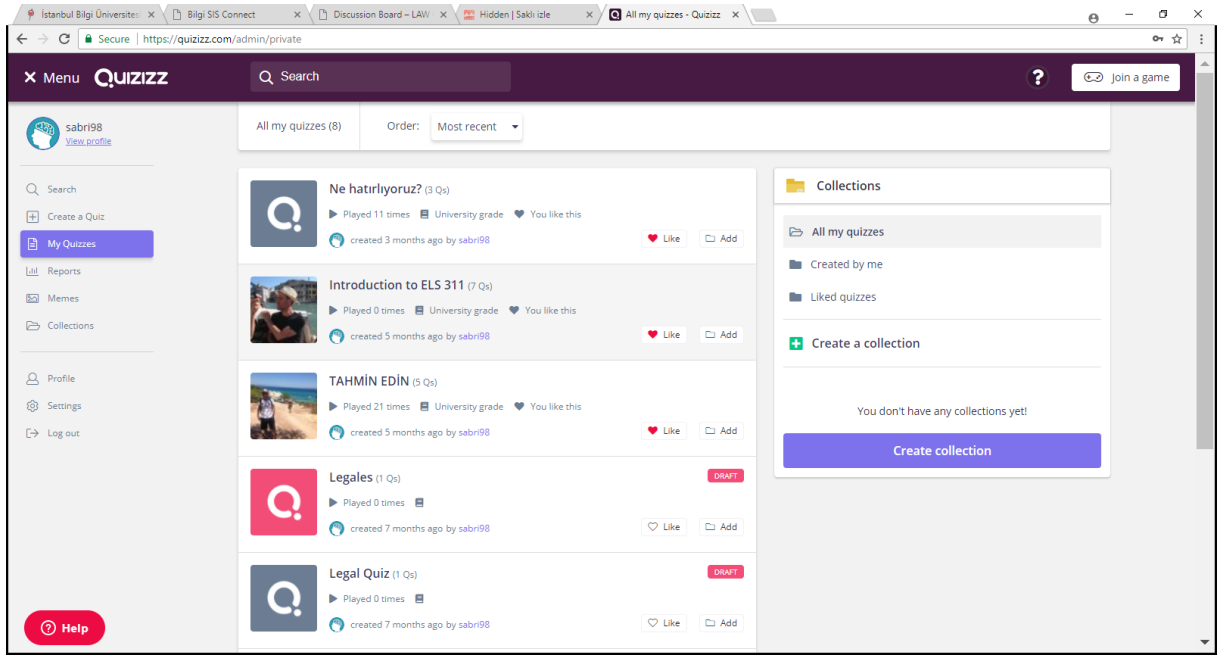 İstanbul Bilgi Üniversites
Bilgi SIS Connect
Discussion Board – LAW
Hidden | Saklı izle
All my quizzes - Quizizz
Secure | https://quizizz.com/admin/private
Menu QUIZIZZ
Search
? Join a game
sabri98
View profile
Search
Create a Quiz
My Quizzes
Reports
Memes
Collections
Profile
Settings
Log out
Help
All my quizzes (8) Order: Most recent
Ne hatırlıyoruz? (3 Qs)
Played 11 times University grade You like this
created 3 months ago by sabri98 Like Add
Introduction to ELS 311 (7 Qs)
Played 0 times University grade You like this
created 5 months ago by sabri98 Like Add
TAHMİN EDİN (5 Qs)
Played 21 times University grade You like this
created 5 months ago by sabri98 Like Add
Legales (1 Qs) DRAFT
Played 0 times
created 7 months ago by sabri98 Like Add
Legal Quiz (1 Qs) DRAFT
Played 0 times
created 7 months ago by sabri98 Like Add
Collections
All my quizzes
Created by me
Liked quizzes
Create a collection
You don't have any collections yet!
Create collection